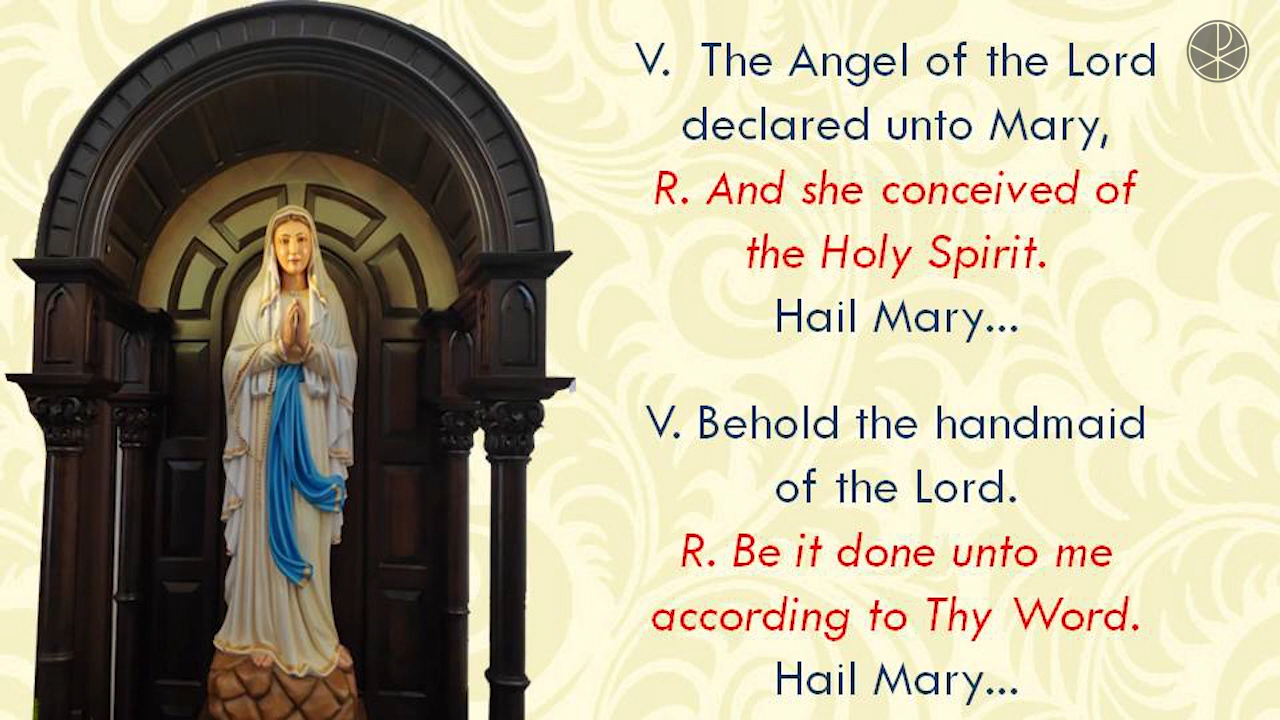 V.  The Angel of the Lord
declared unto Mary,
R. And she conceived of
the Holy Spirit.
Hail Mary...
V. Behold the handmaid
of the Lord.
R. Be it done unto me
according to Thy Word.
Hail Mary...